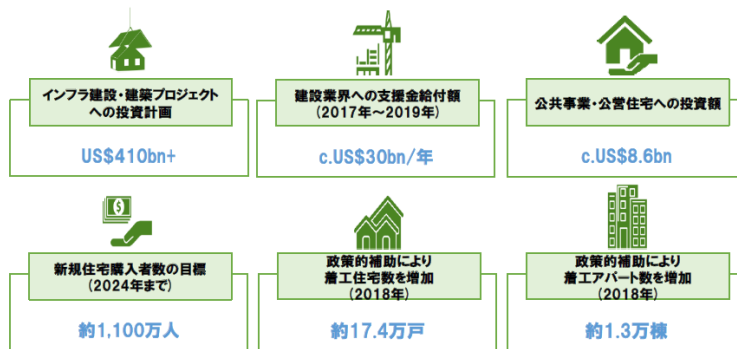 インフラ建設・建築プロジェクト
への投資計画
US$410bn+
建設業界への支援金給付額
(2017年~2019年)
c.US$30bn/年
公共事業・公営住宅への投資額
c.US$8.6bn
$
新規住宅購入者数の目標
(2024年まで)
約1,100万人
政策的補助により
着工住宅数を増加
(2018年)
約17.4万戸
政策的補助により
着工アパート数を増加
(2018年)
約1.3万棟